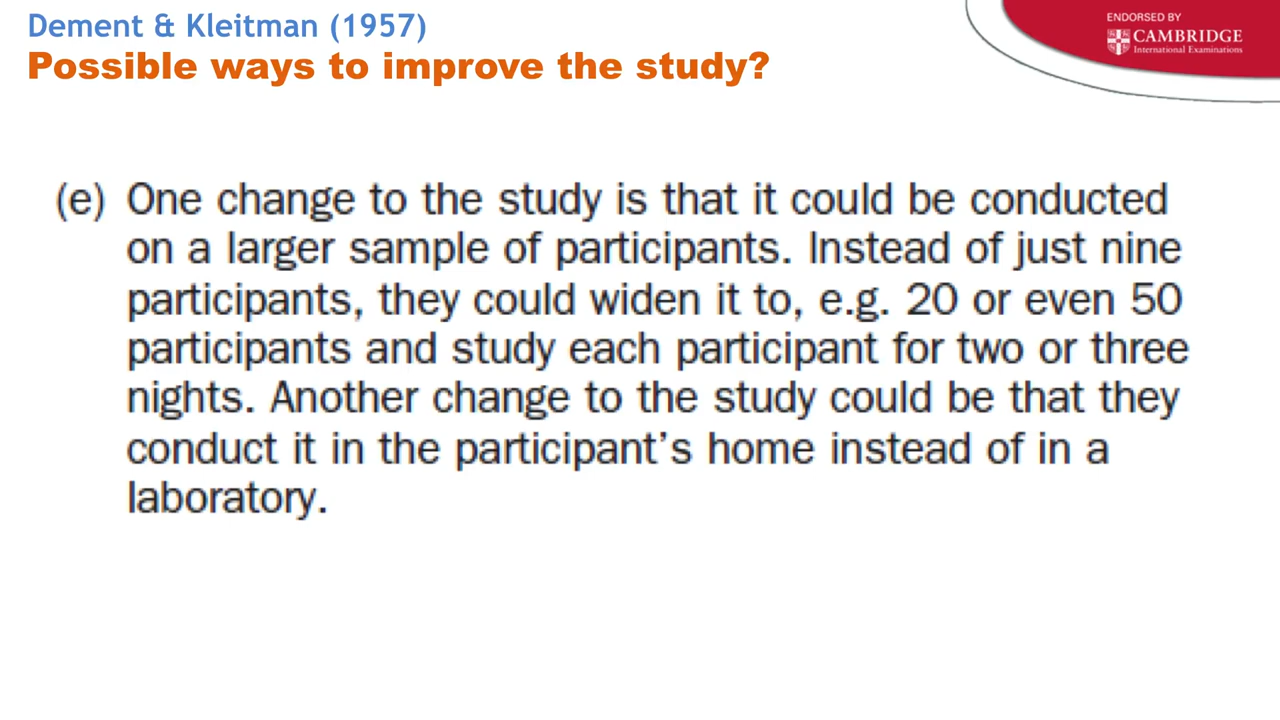 Dement & Kleitman (1957)
Possible ways to improve the study?
ENDORSED BY
CAMBRIDGE
International Examinations
(e) One change to the study is that it could be conducted
on a larger sample of participants. Instead of just nine
participants, they could widen it to, e.g. 20 or even 50
participants and study each participant for two or three
nights. Another change to the study could be that they
conduct it in the participant’s home instead of in a
laboratory.